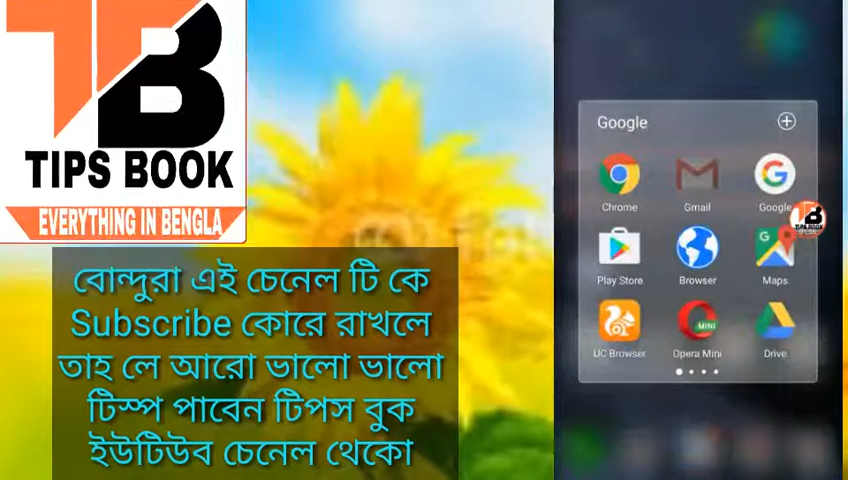 TB
TIPS BOOK
EVERYTHING IN BENGLA
বোন্দুরা এই চেনেল টি কে
Subscribe কোরে রাখলে
তাহ লে আরো ভালো ভালো
টিস্প পাবেন টিপস বুক
ইউটিউব চেনেল থেকো
Google
Chrome
Gmail
Google
Play Store
Browser
Maps
UC Browser
Opera Mini
Drive